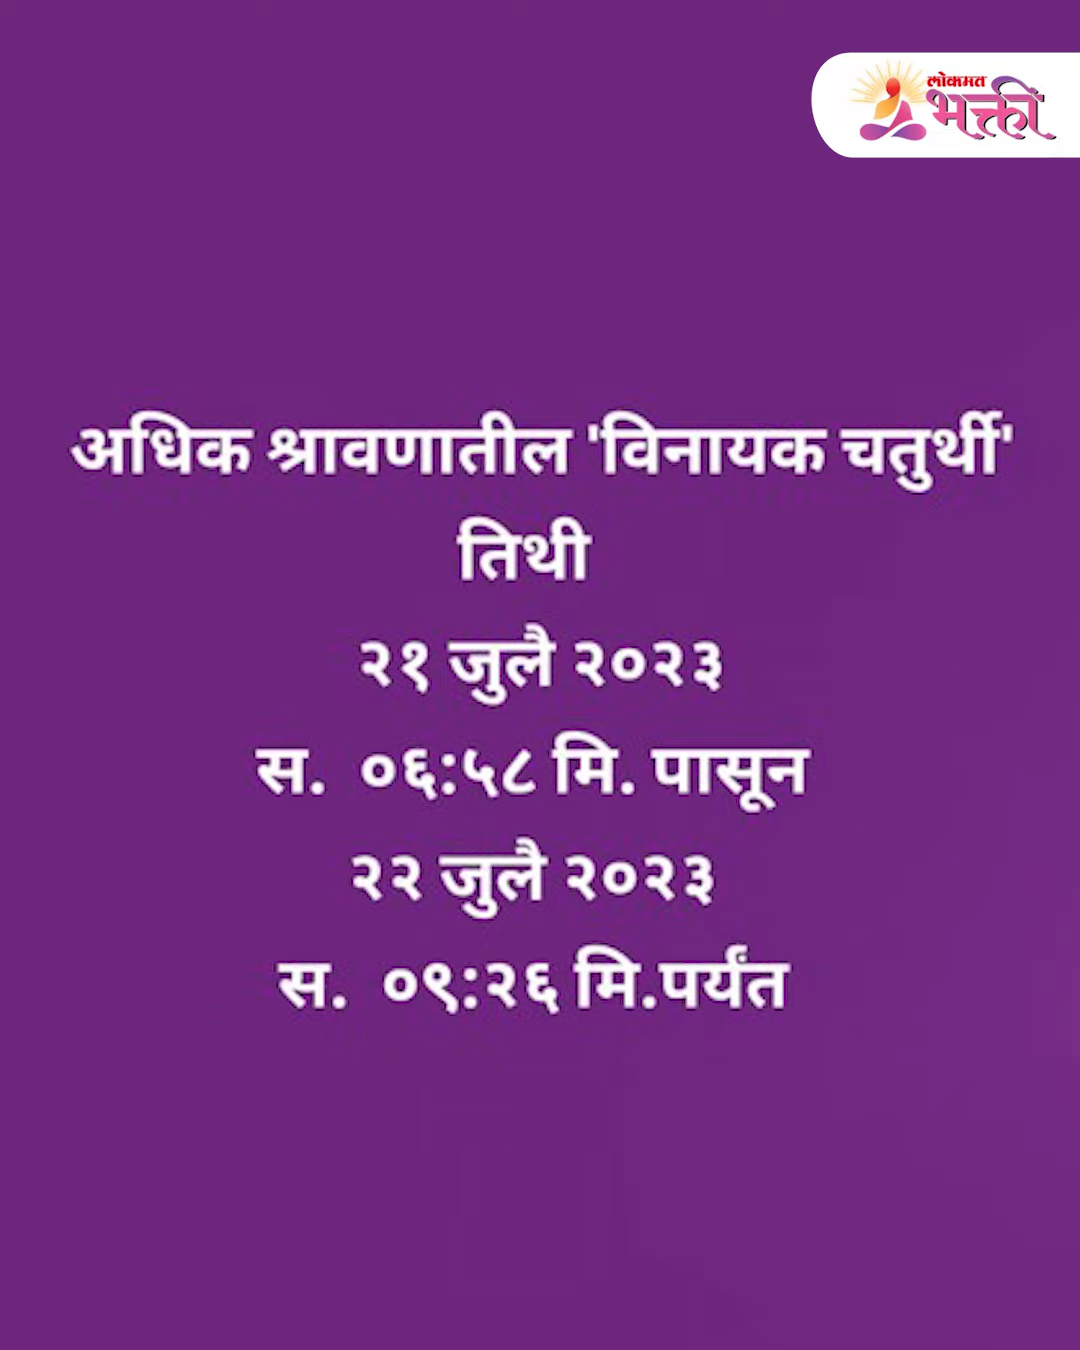 लोकमत
भक्ती
अधिक श्रावणातील 'विनायक चतुर्थी'
तिथी
२१ जुलै २०२३
स. ०६:५८ मि. पासून
२२ जुलै २०२३
स. ०९:२६ मि.पर्यंत